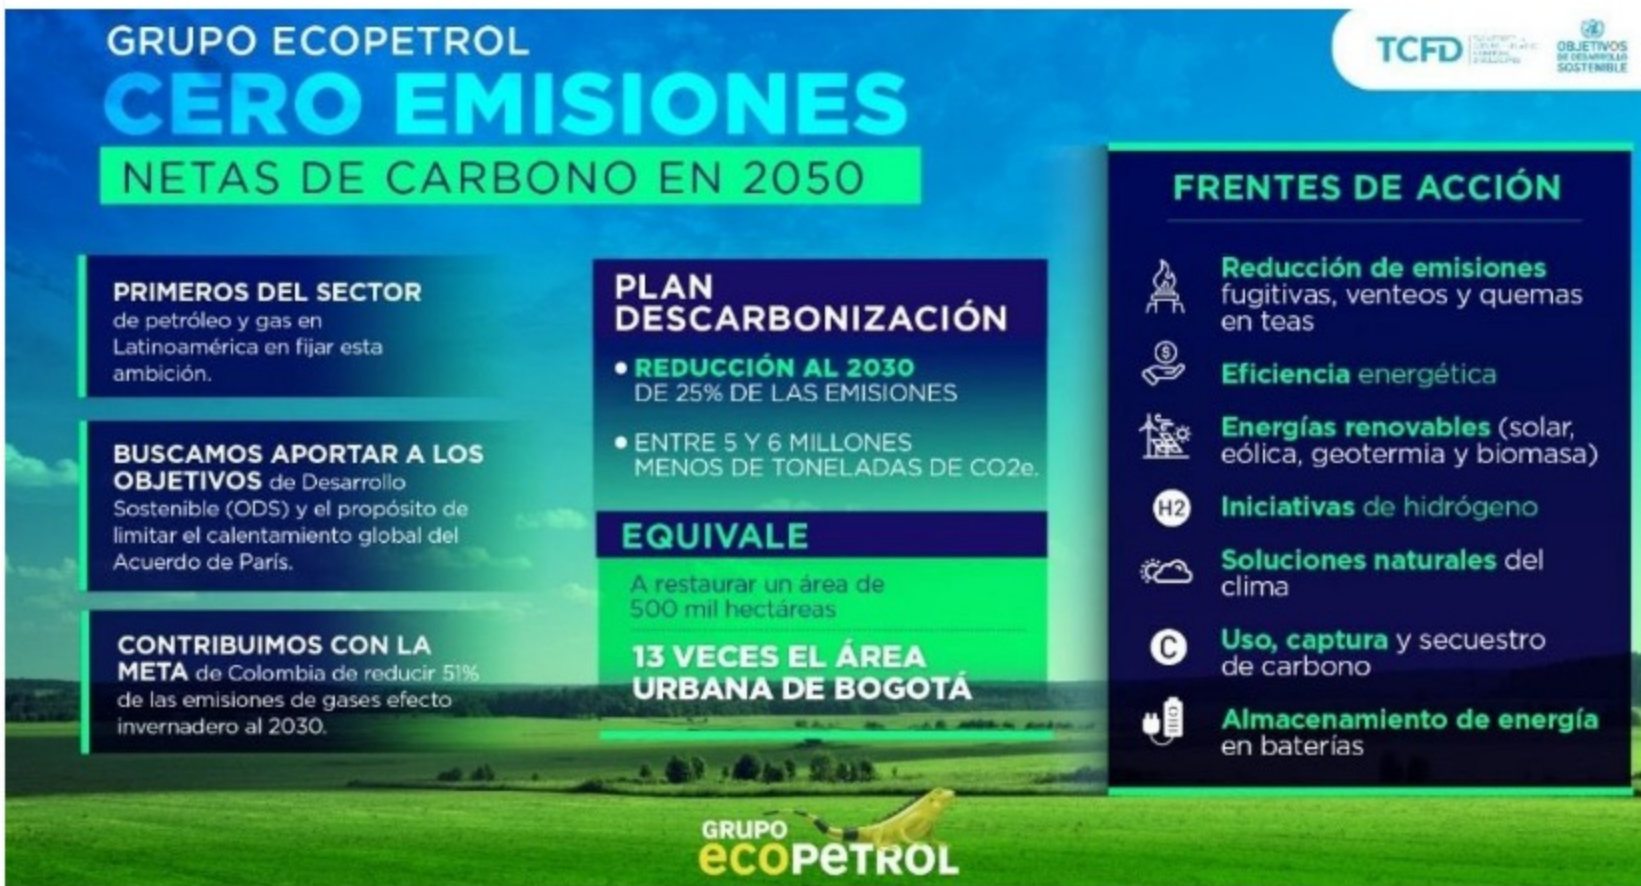 GRUPO ECOPETROL
CERO EMISIONES
NETAS DE CARBONO EN 2050
TCFD
OBJETIVOS
DE DESARROLLO
SOSTENIBLE
PRIMEROS DEL SECTOR
de petróleo y gas en
Latinoamérica en fijar esta
ambición.
BUSCAMOS APORTAR A LOS
OBJETIVOS de Desarrollo
Sostenible (ODS) y el propósito de
limitar el calentamiento global del
Acuerdo de París.
CONTRIBUIMOS CON LA
META de Colombia de reducir 51%
de las emisiones de gases efecto
invernadero al 2030.
PLAN
DESCARBONIZACIÓN
• REDUCCIÓN AL 2030
DE 25% DE LAS EMISIONES
• ENTRE 5 Y 6 MILLONES
MENOS DE TONELADAS DE CO2e.
EQUIVALE
A restaurar un área de
500 mil hectáreas
13 VECES EL ÁREA
URBANA DE BOGOTÁ
FRENTES DE ACCIÓN
Reducción de emisiones
fugitivas, venteos y quemas
en teas
Eficiencia energética
Energías renovables (solar,
eólica, geotermia y biomasa)
H2
Iniciativas de hidrógeno
Soluciones naturales del
clima
C
Uso, captura y secuestro
de carbono
Almacenamiento de energía
en baterías
GRUPO
ecopetrol